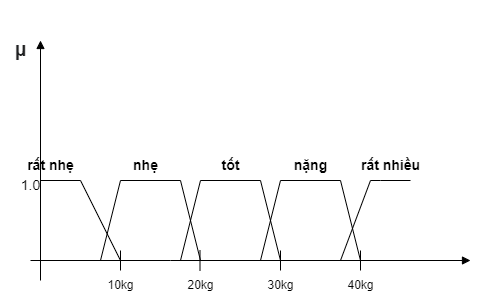 μ
rất nhẹ nhẹ tốt nặng rất nhiều
1.0
10kg 20kg 30kg 40kg